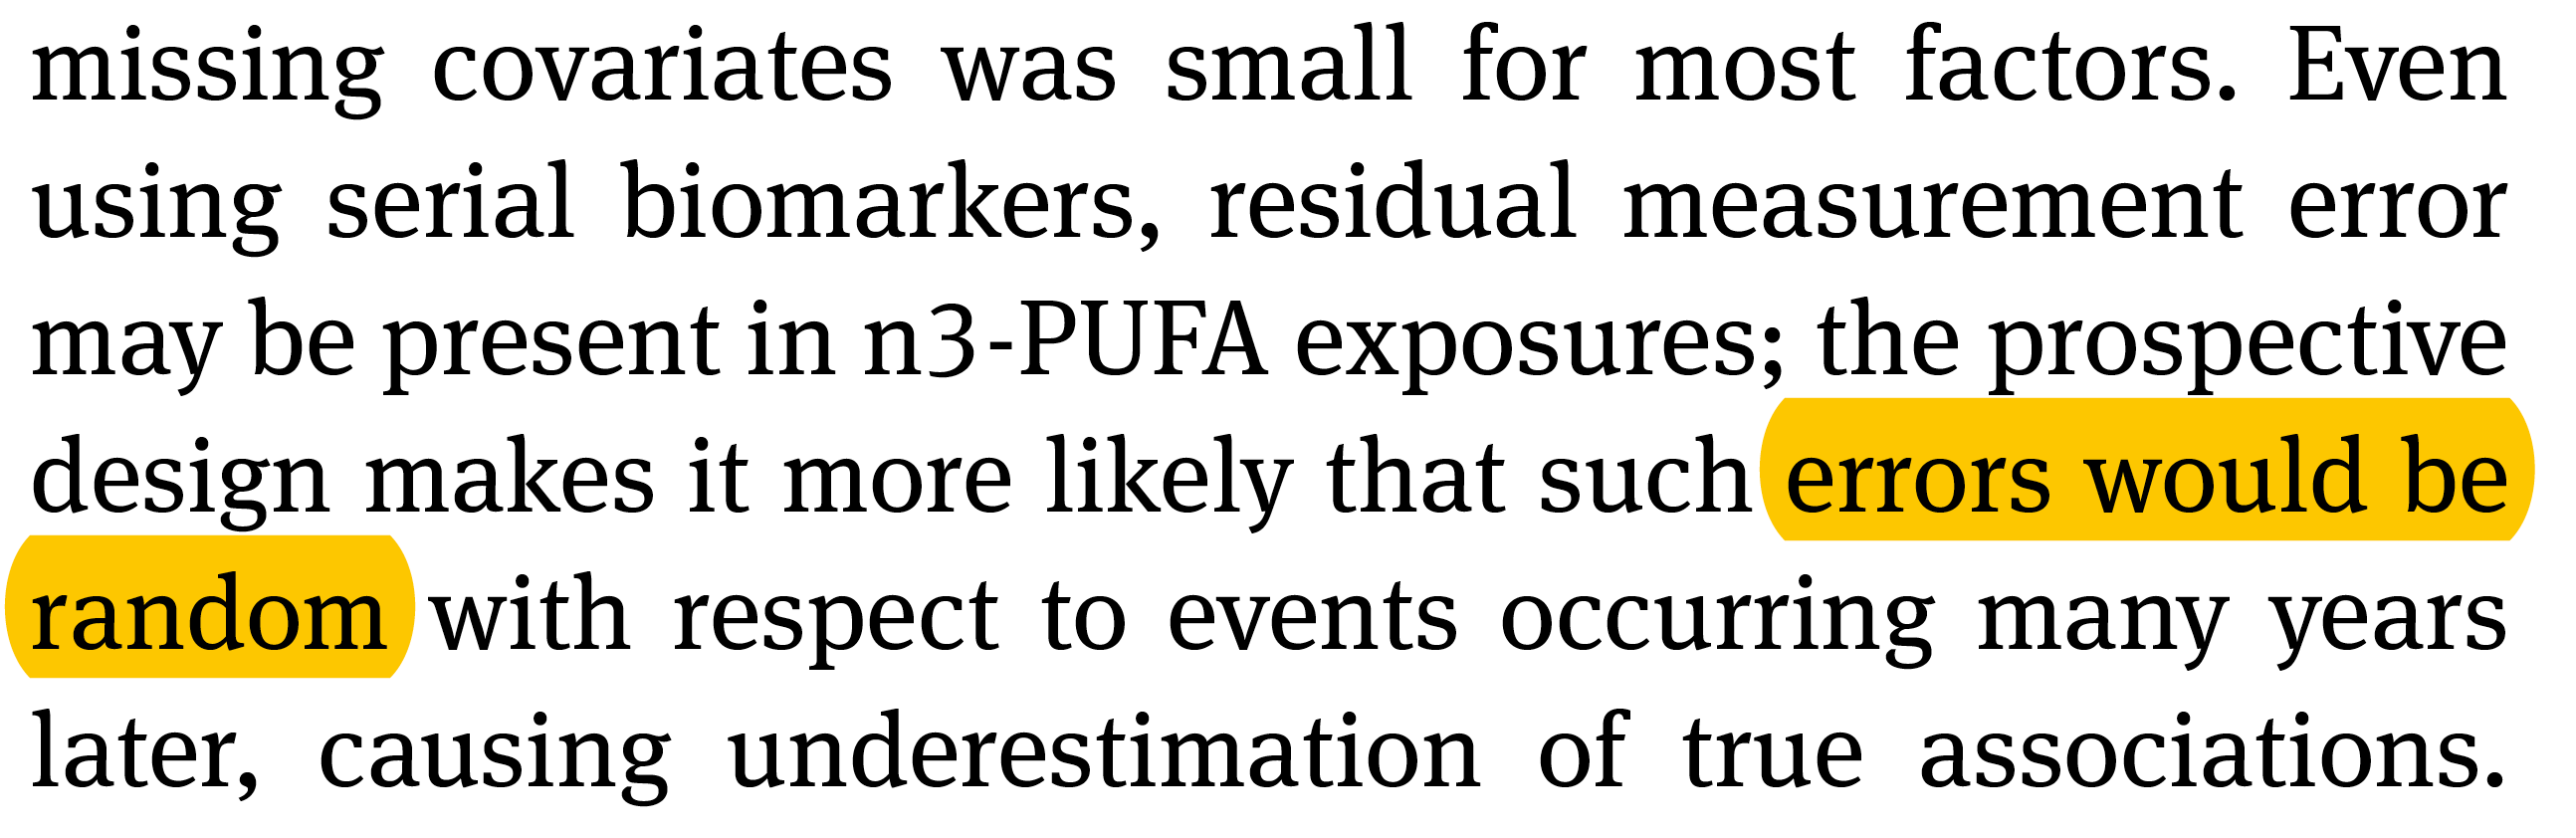 missing covariates was small for most factors. Even
using serial biomarkers, residual measurement error
may be present in n3-PUFA exposures; the prospective
design makes it more likely that such errors would be
random with respect to events occurring many years
later, causing underestimation of true associations.